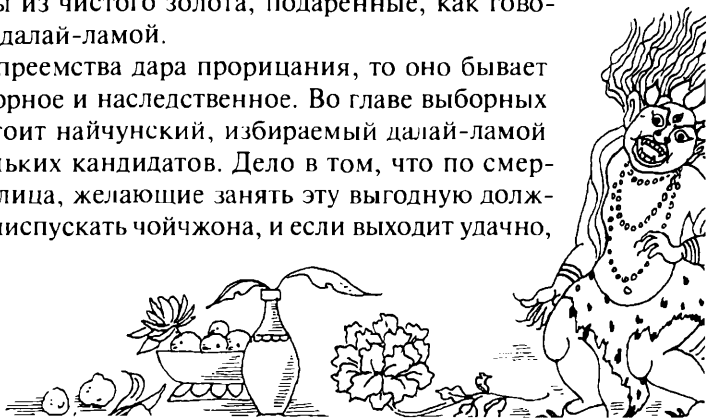 из чистого золота, подаренные, как гово-
далай-ламой.
преемства дара прорицания, то оно бывает
орное и наследственное. Во главе выборных
тоит найчунский, избираемый далай-ламой
льких кандидатов. Дело в том, что по смер-
лица, желающие занять эту выгодную долж-
ниспускать чойчжона, и если выходит удачно,